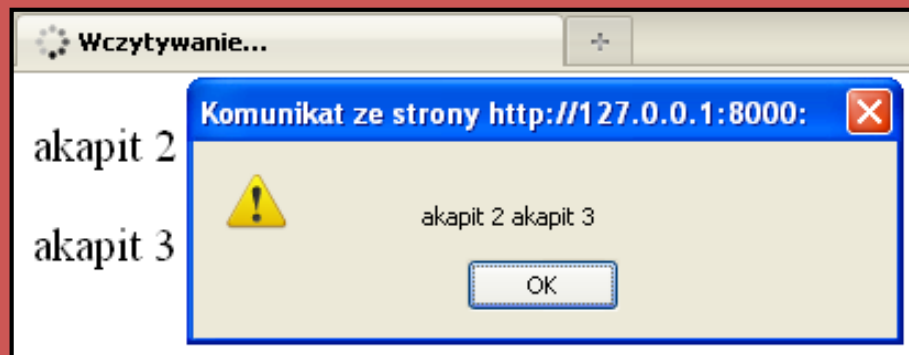 Wczytywanie...
Komunikat ze strony http://127.0.0.1:8000:
akapit 2
akapit 2 akapit 3
akapit 3
OK